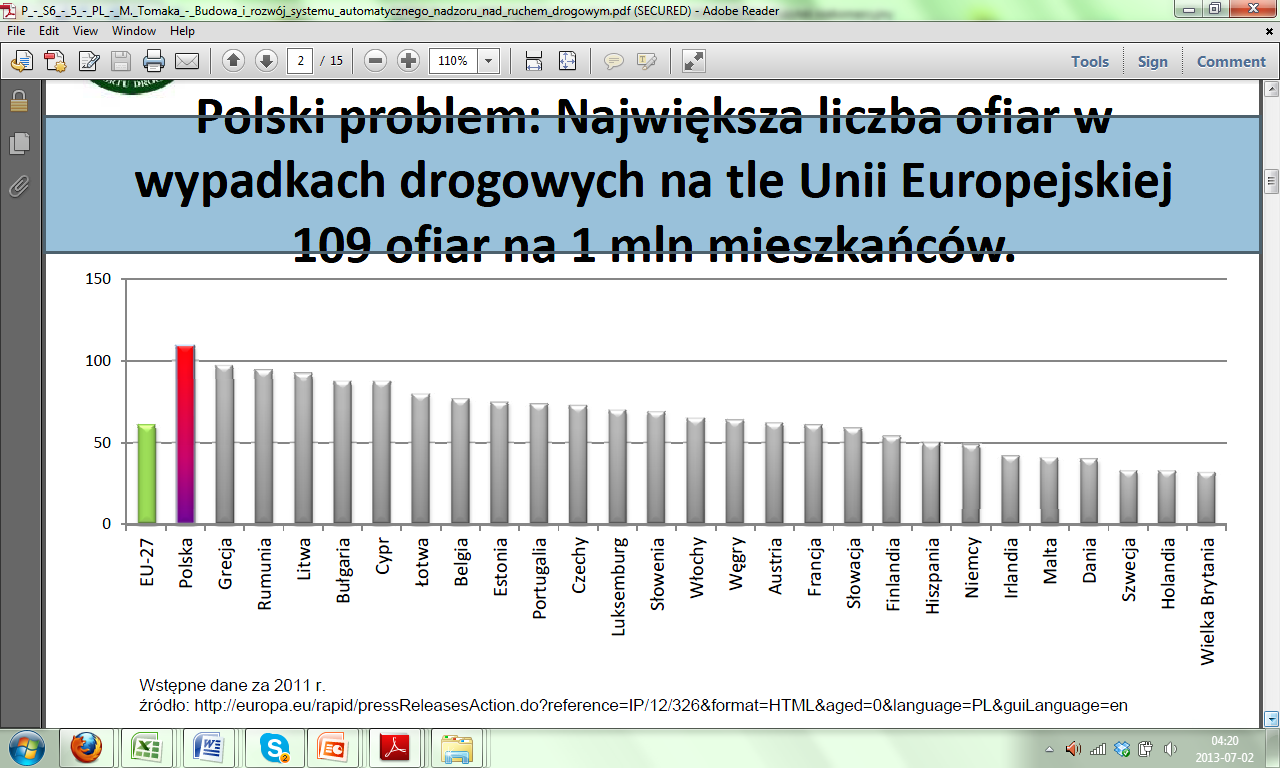 P_-_S6_-_5_-_PL_-_M._Tomaka_-_Budowa_i_rozwój_systemu_automatycznego_nadzoru_nad_ruchem_drogowym.pdf (SECURED) - Adobe Reader
File Edit View Window Help
2 / 15 110% Tools Sign Comment
Polski problem: Największa liczba ofiar w
wypadkach drogowych na tle Unii Europejskiej
109 ofiar na 1 mln mieszkańców.
150
100
50
0
EU-27
Polska
Grecja
Rumunia
Litwa
Bułgaria
Cypr
Łotwa
Belgia
Estonia
Portugalia
Czechy
Luksemburg
Słowenia
Włochy
Węgry
Austria
Francja
Słowacja
Finlandia
Hiszpania
Niemcy
Irlandia
Malta
Dania
Szwecja
Holandia
Wielka Brytania
Wstępne dane za 2011 r.
źródło: http://europa.eu/rapid/pressReleasesAction.do?reference=IP/12/326&format=HTML&aged=0&language=PL&guiLanguage=en
2
04:20
2013-07-02